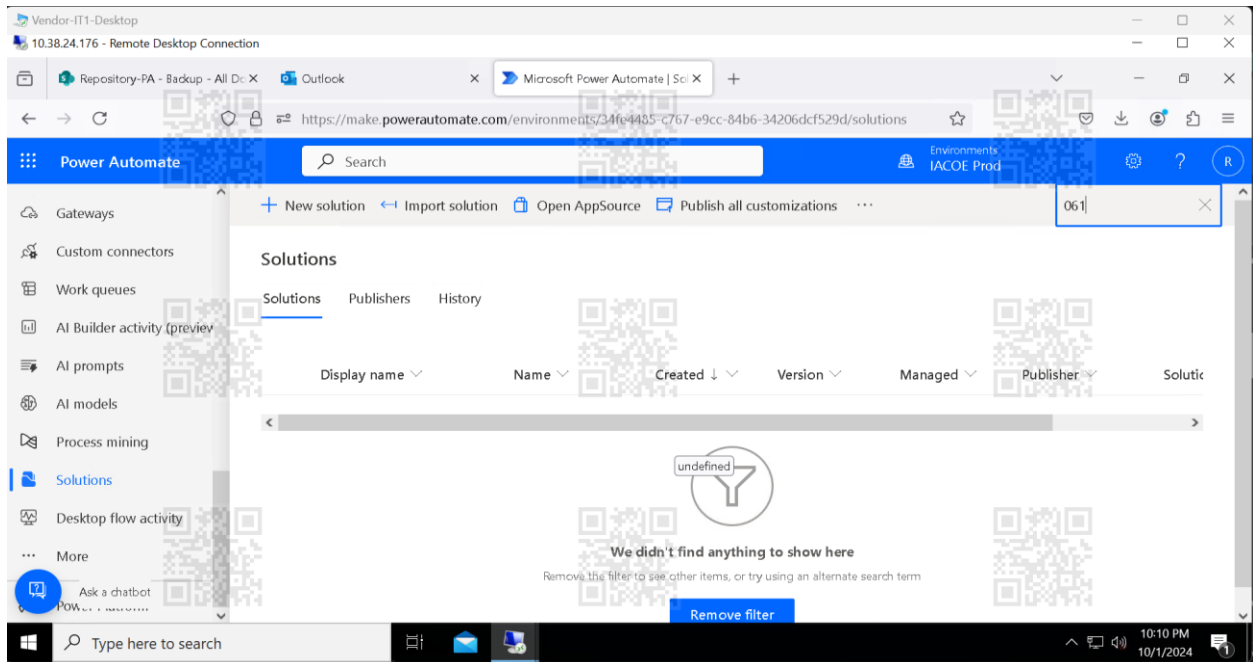 Vendor-IT1-Desktop
10.38.24.176 - Remote Desktop Connection
Repository-PA - Backup - All Dc
Outlook
Microsoft Power Automate | Sol
https://make.powerautomate.com/environments/34fe4485-c767-e9cc-84b6-34206dcf529d/solutions
Power Automate
Search
Environments
IACOE Prod
R
Gateways
Custom connectors
Work queues
AI Builder activity (preview
AI prompts
AI models
Process mining
Solutions
Desktop flow activity
More
Ask a chatbot
New solution Import solution Open AppSource Publish all customizations ···
061
Solutions
Solutions Publishers History
Display name Name Created ↓ Version Managed Publisher Solutic
undefined
We didn't find anything to show here
Remove the filter to see other items, or try using an alternate search term
Remove filter
Type here to search
10:10 PM
10/1/2024
1